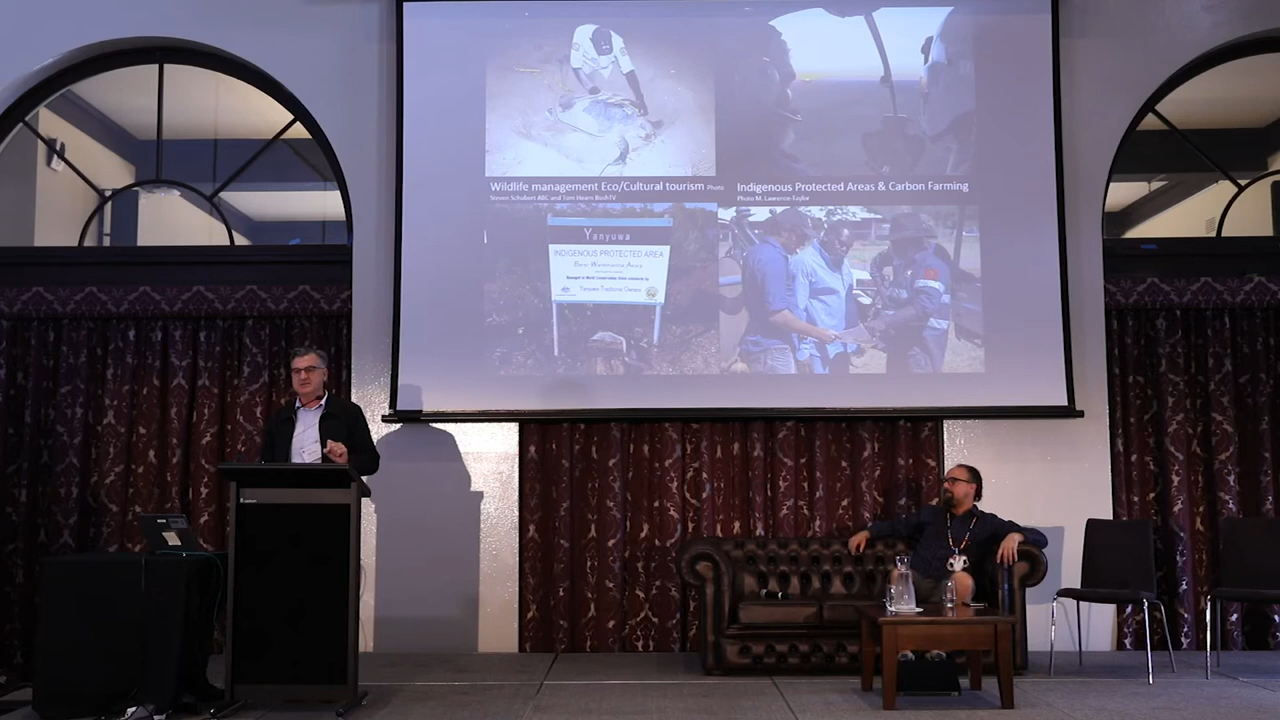 Wildlife management Eco/Cultural tourism Photo
Steven Schubert ABC and Tom Hearn BushTV
Indigenous Protected Areas & Carbon Farming
Photo M. Lawrence-Taylor
Yanyuwa
INDIGENOUS PROTECTED AREA
Yanyuwa Traditional Owners